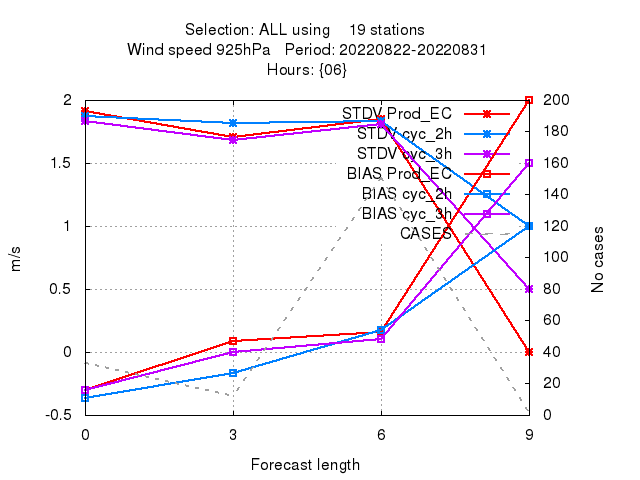 Selection: ALL using 19 stations
Wind speed 925hPa Period: 20220822-20220831
Hours: {06}
2
1.5
1
0.5
0
-0.5
m/s
STDV Prod_EC
STDV cyc_2h
STDV cyc_3h
BIAS Prod_EC
BIAS cyc_2h
BIAS cyc_3h
CASES
200
180
160
140
120
100
80
60
40
20
0
No cases
0 3 6 9
Forecast length